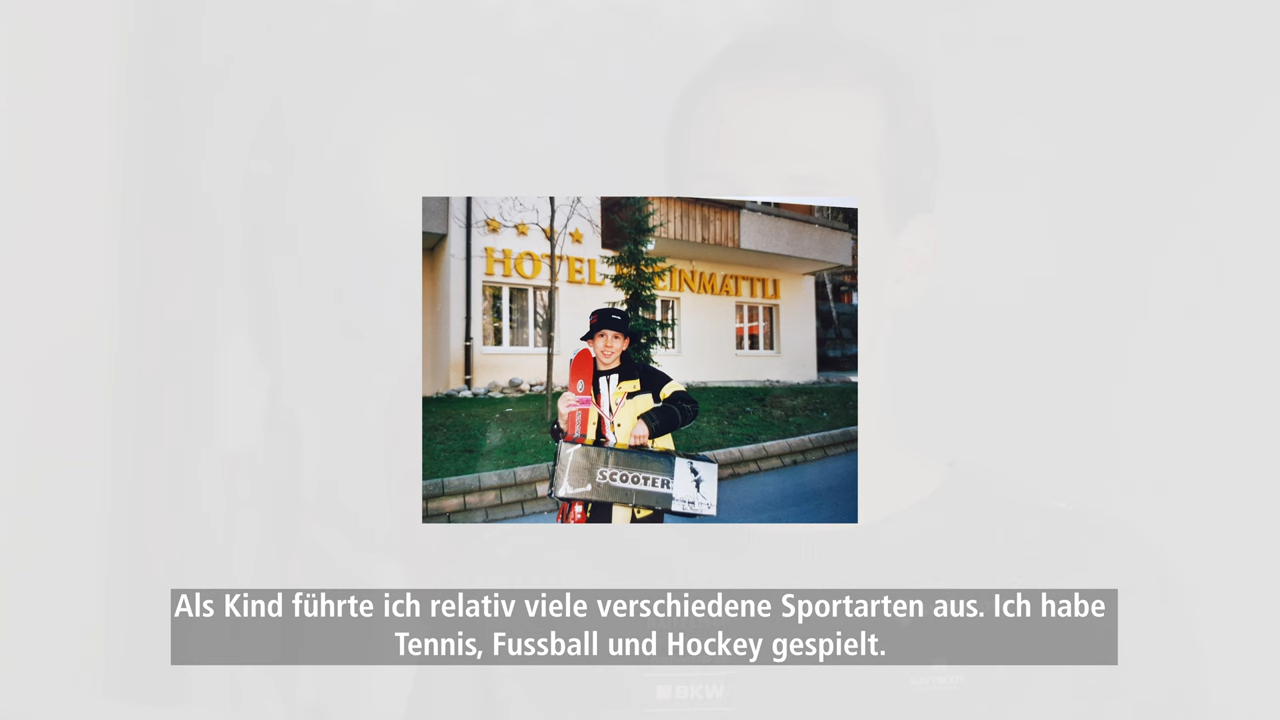 HOTEL STEINMATTLI
SCOOTER
Als Kind führte ich relativ viele verschiedene Sportarten aus. Ich habe
Tennis, Fussball und Hockey gespielt.
BKW